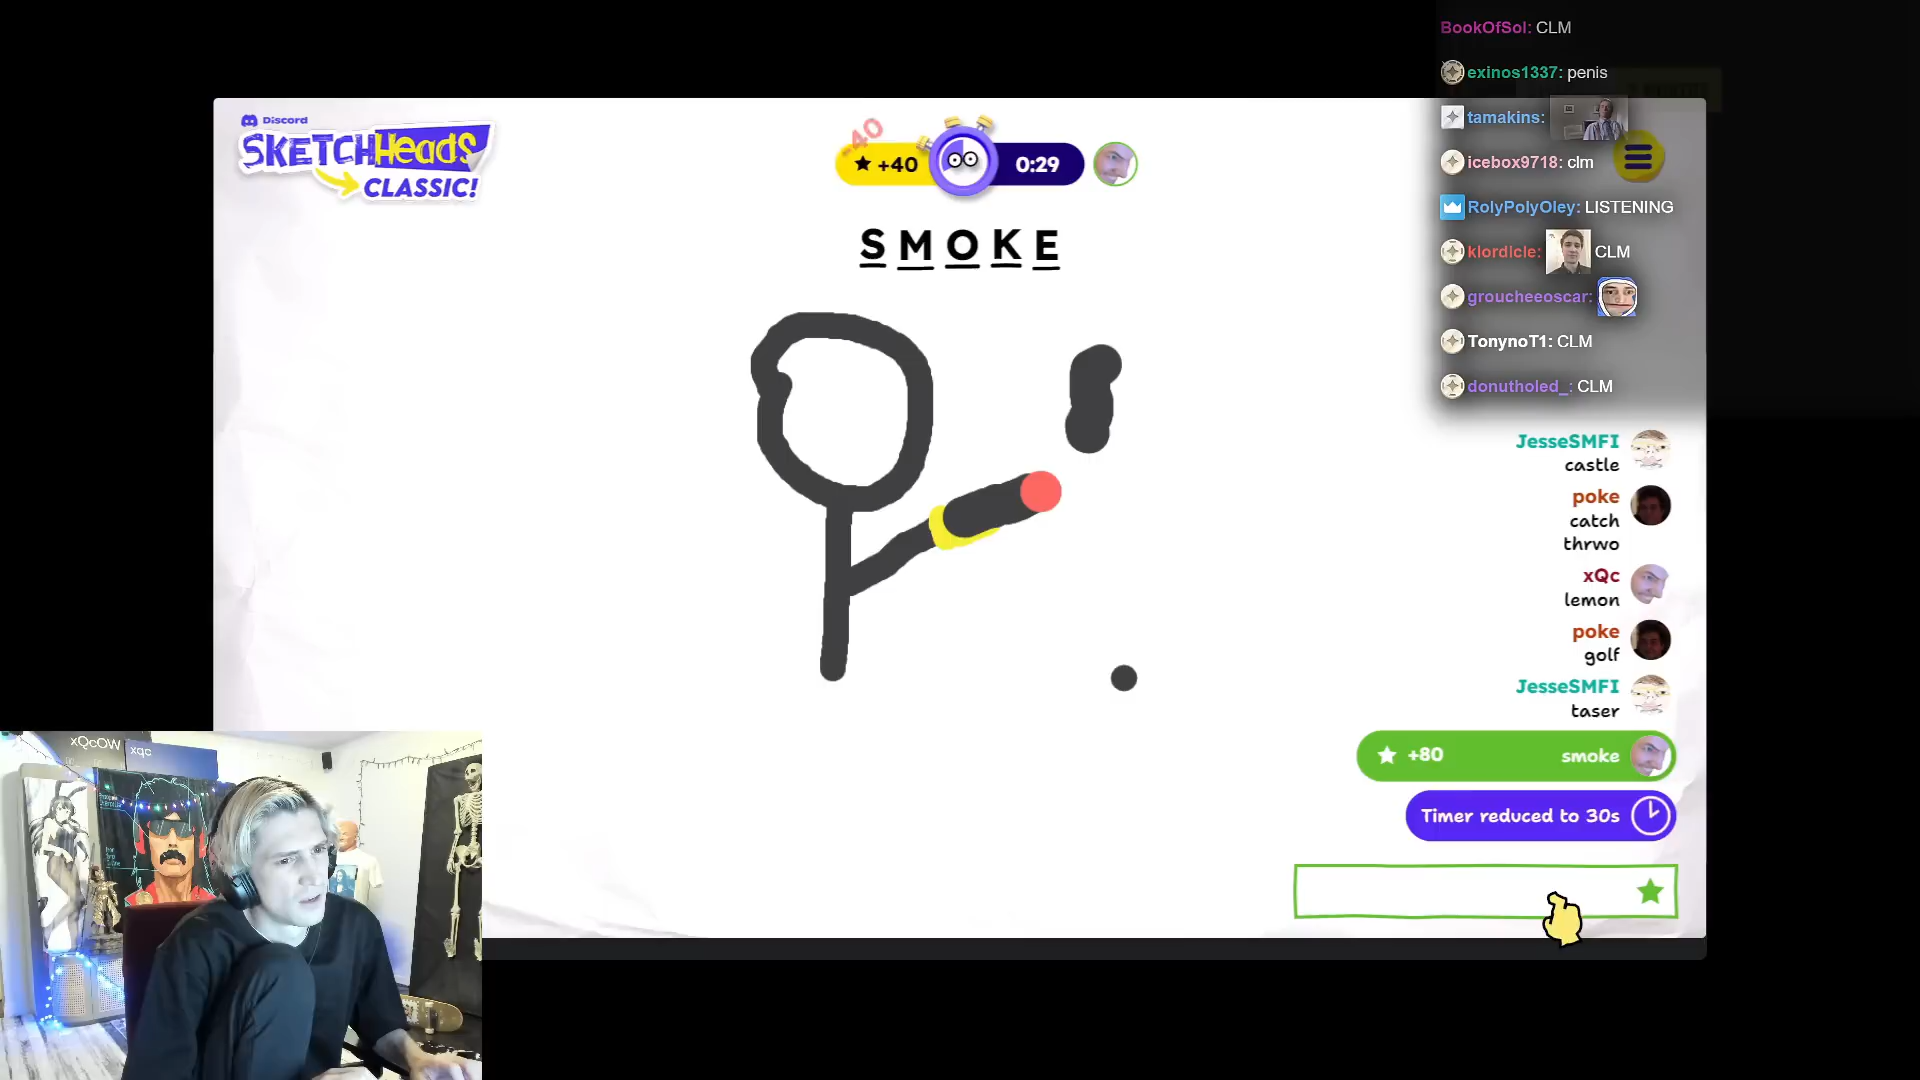 BookOfSol: CLM
exinos1337: penis
tamakins:
icebox9718: clm
RolyPolyOley: LISTENING
klordicle: CLM
groucheeoscar:
TonynoT1: CLM
donutholed_: CLM
Discord
SKETCHHeadS
CLASSIC!
-40
+40
0:29
SMOKE
JesseSMFI
castle
poke
catch
thrwo
xQc
lemon
poke
golf
JesseSMFI
taser
+80 smoke
Timer reduced to 30s
xQcOW
xqc